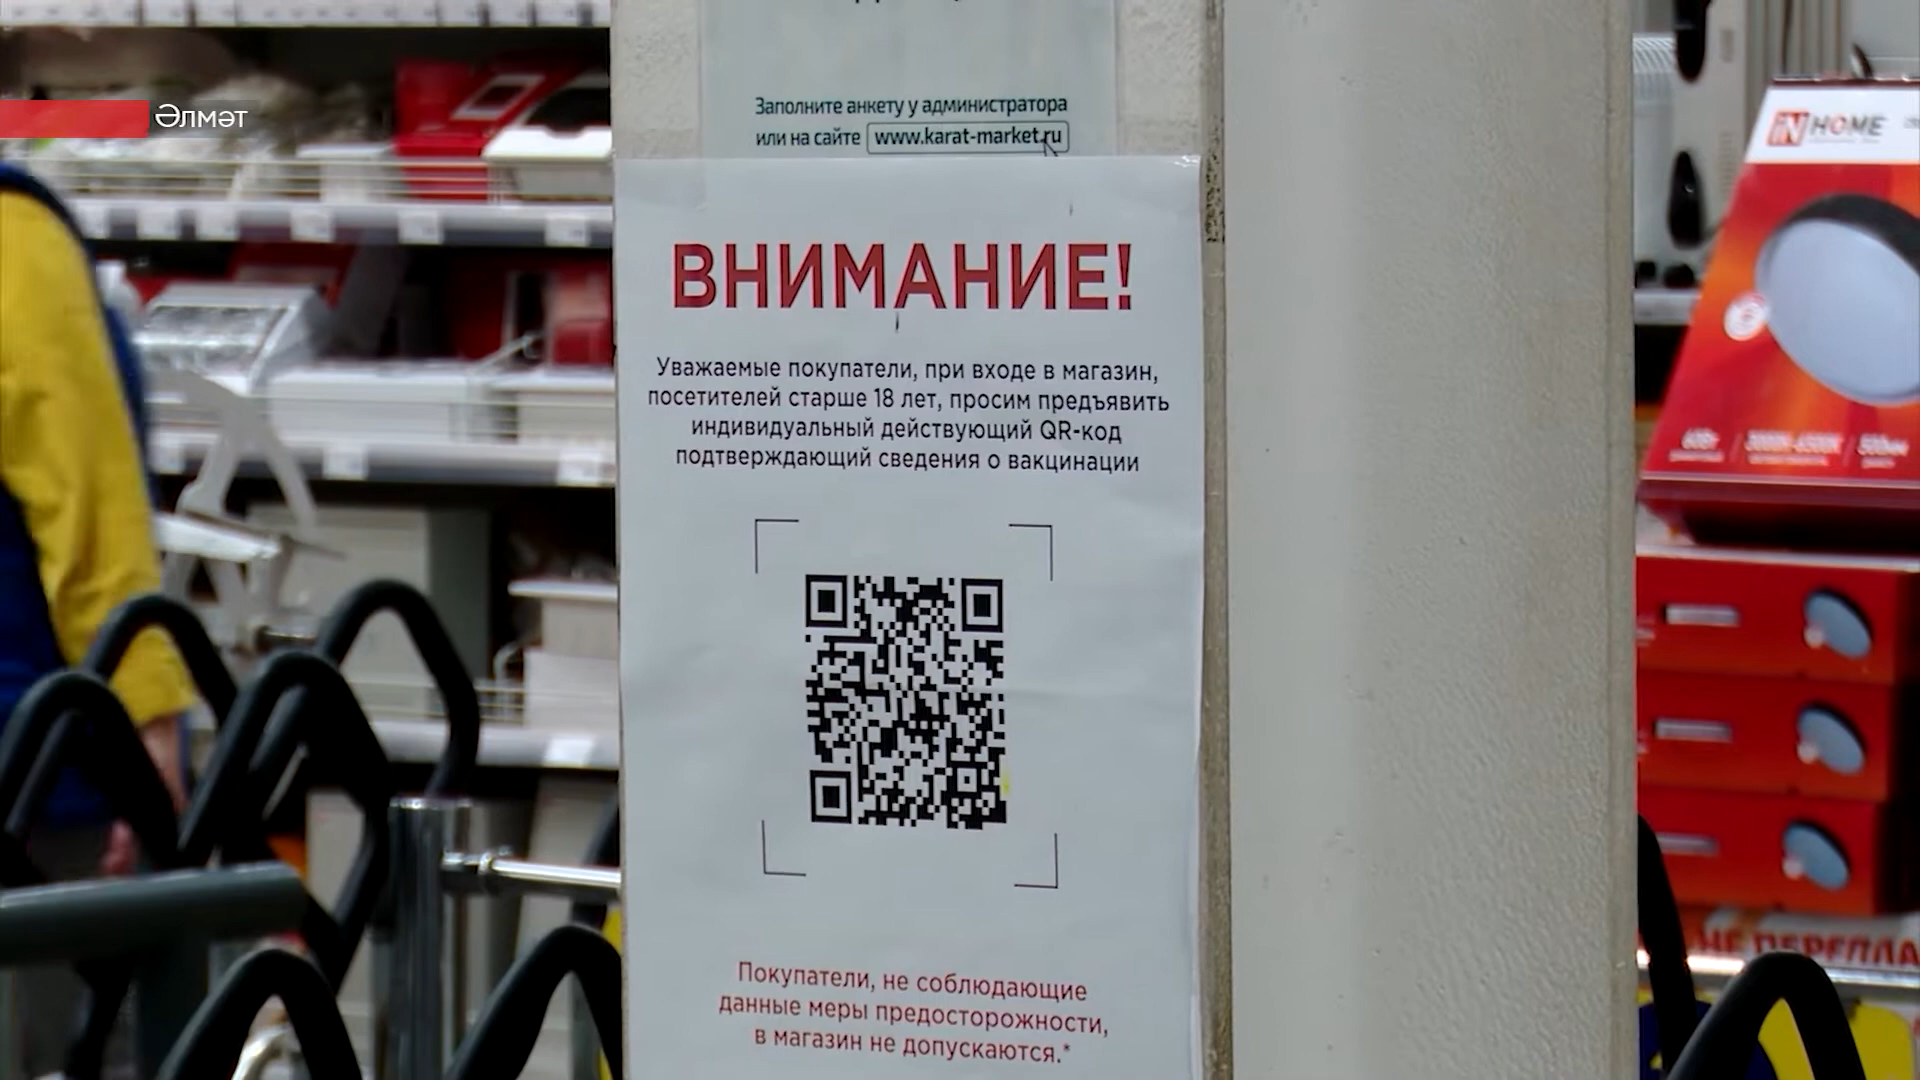 Әлмәт
Заполните анкету у администратора
или на сайте www.karat-market.ru
ВНИМАНИЕ!
Уважаемые покупатели, при входе в магазин,
посетителей старше 18 лет, просим предъявить
индивидуальный действующий QR-код
подтверждающий сведения о вакцинации
Покупатели, не соблюдающие
данные меры предосторожности,
в магазин не допускаются.*
IN HOME
НЕ ПЕРЕПЛА